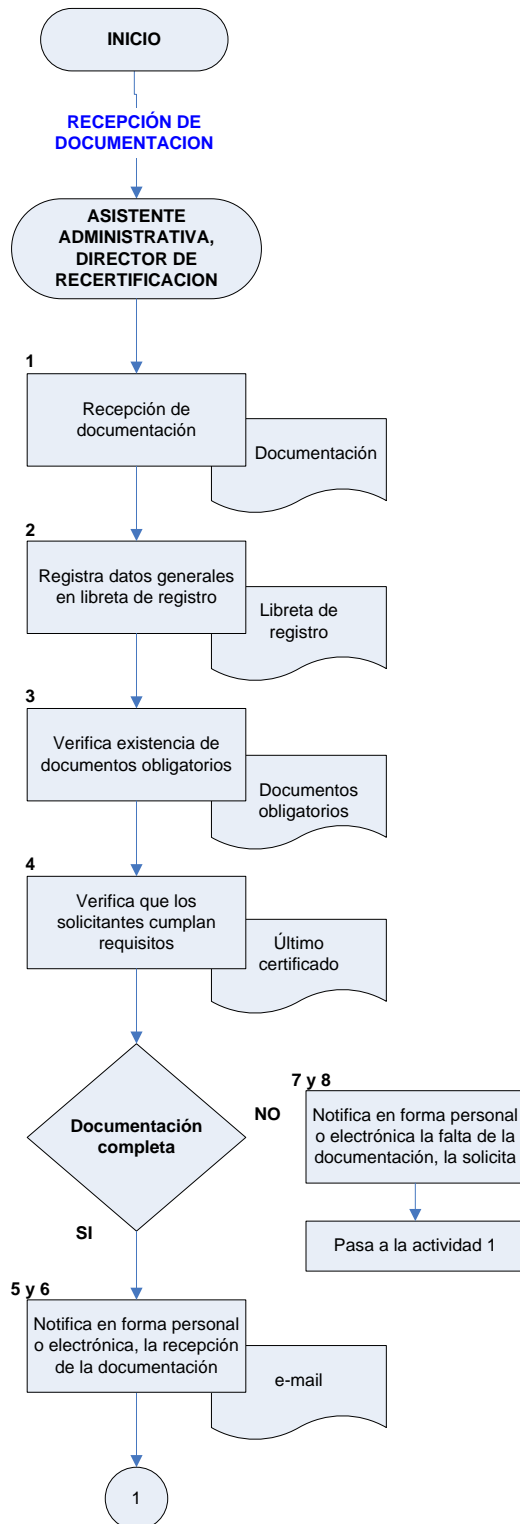 INICIO
RECEPCIÓN DE
DOCUMENTACION
ASISTENTE
ADMINISTRATIVA,
DIRECTOR DE
RECERTIFICACION
1
Recepción de
documentación
Documentación
2
Registra datos generales
en libreta de registro
Libreta de
registro
3
Verifica existencia de
documentos obligatorios
Documentos
obligatorios
4
Verifica que los
solicitantes cumplan
requisitos
Último
certificado
Documentación
completa
NO
7 y 8
Notifica en forma personal
o electrónica la falta de la
documentación, la solicita
Pasa a la actividad 1
SI
5 y 6
Notifica en forma personal
o electrónica, la recepción
de la documentación
e-mail
1